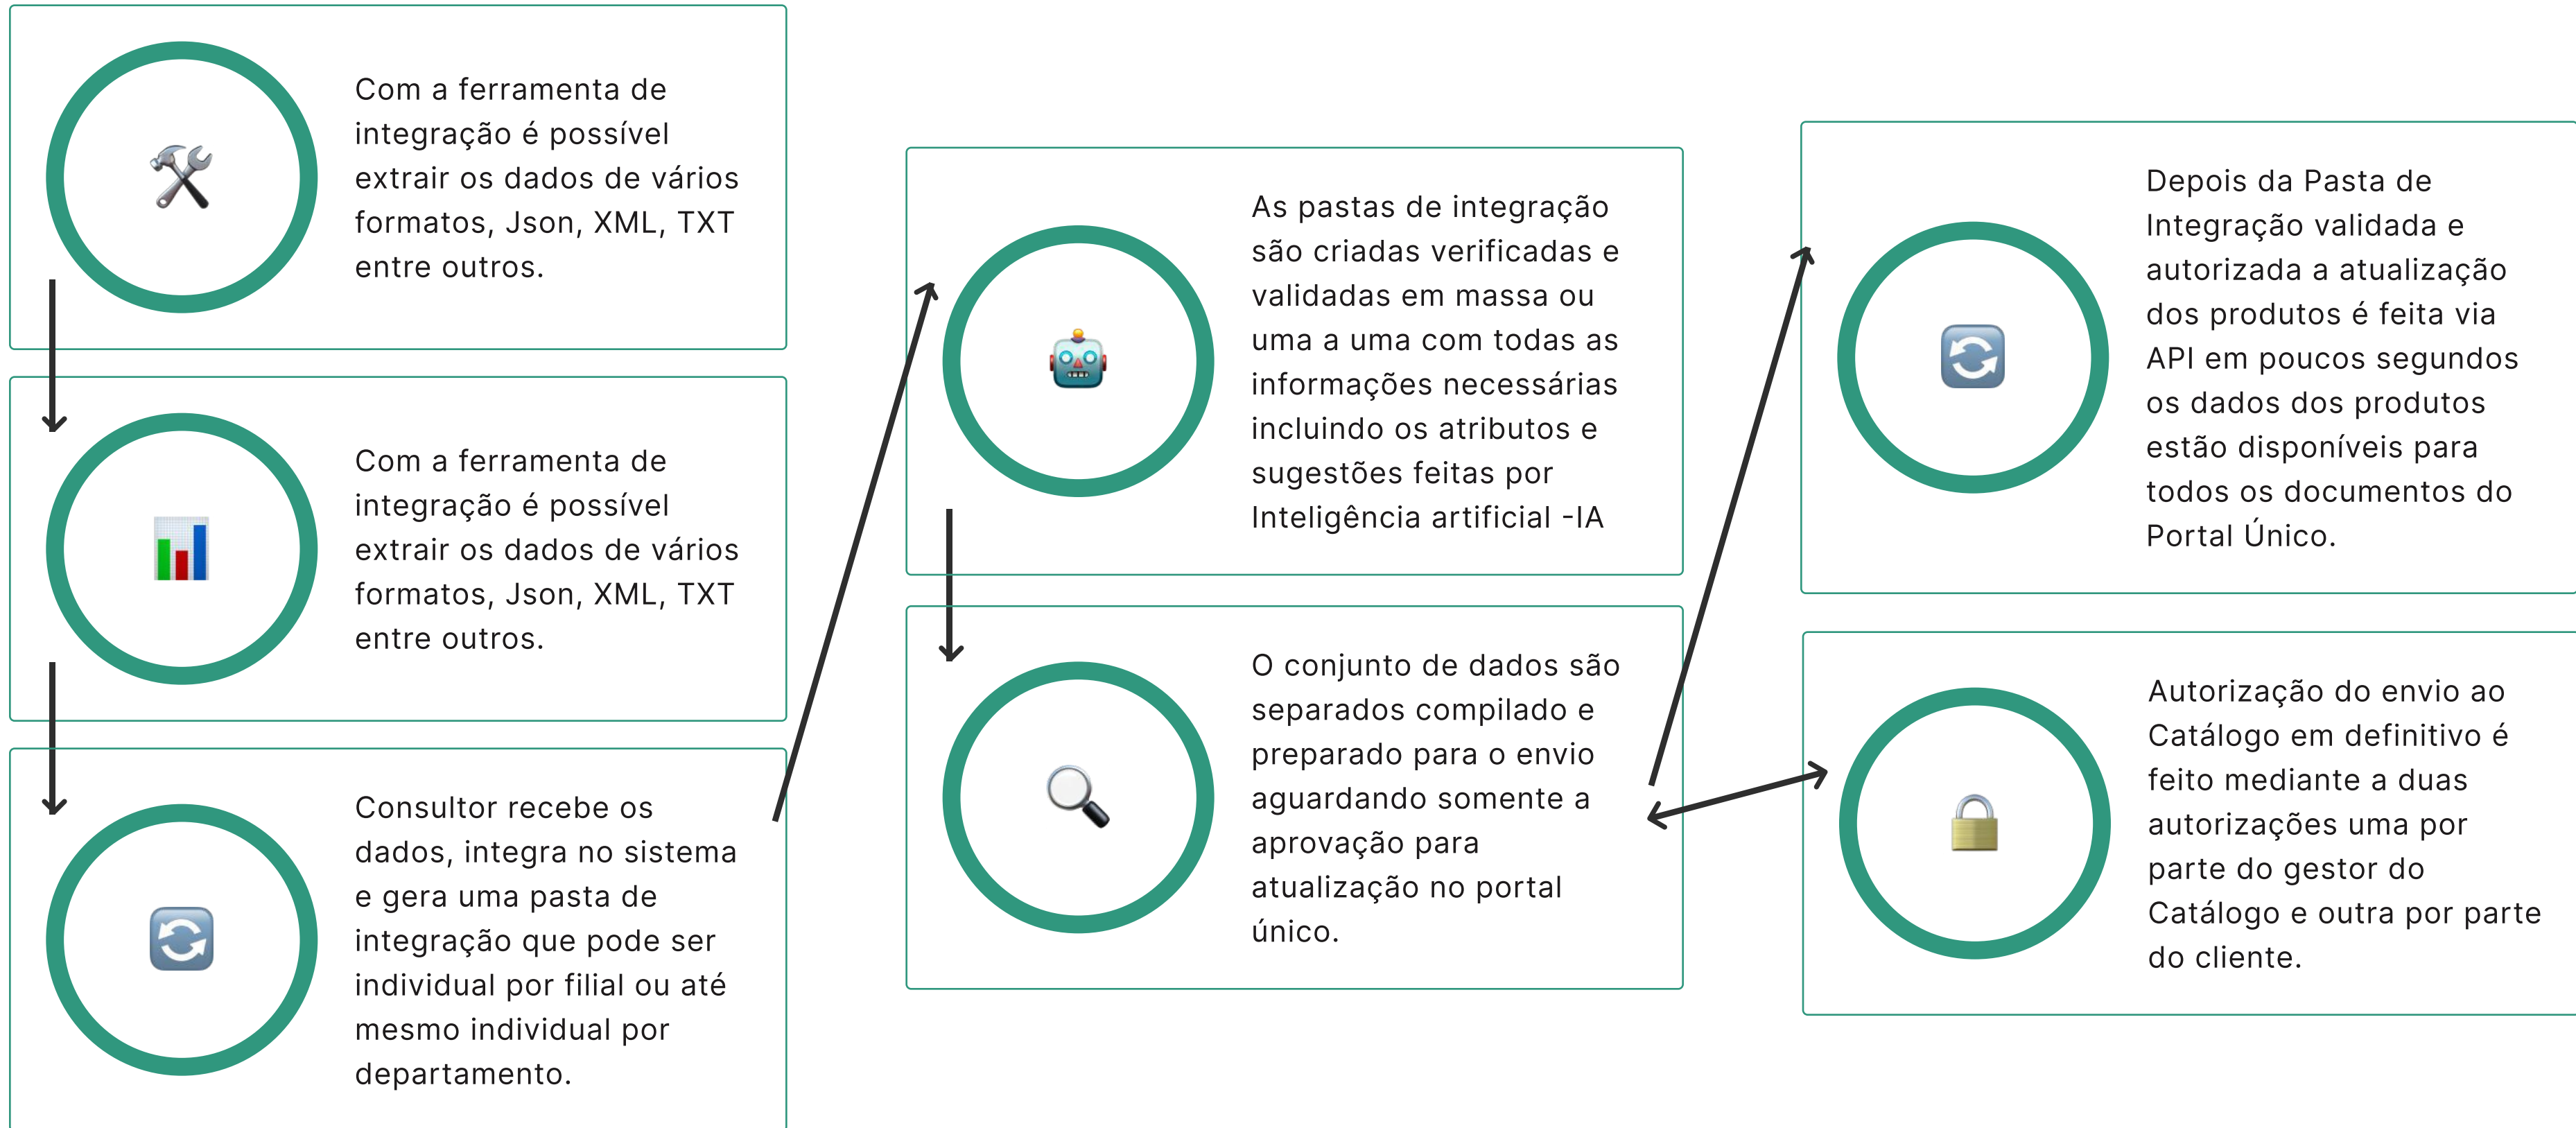 Com a ferramenta de
integração é possível
extrair os dados de vários
formatos, Json, XML, TXT
entre outros.
Com a ferramenta de
integração é possível
extrair os dados de vários
formatos, Json, XML, TXT
entre outros.
Consultor recebe os
dados, integra no sistema
e gera uma pasta de
integração que pode ser
individual por filial ou até
mesmo individual por
departamento.
As pastas de integração
são criadas verificadas e
validadas em massa ou
uma a uma com todas as
informações necessárias
incluindo os atributos e
sugestões feitas por
Inteligência artificial -IA
O conjunto de dados são
separados compilado e
preparado para o envio
aguardando somente a
aprovação para
atualização no portal
único.
Depois da Pasta de
Integração validada e
autorizada a atualização
dos produtos é feita via
API em poucos segundos
os dados dos produtos
estão disponíveis para
todos os documentos do
Portal Único.
Autorização do envio ao
Catálogo em definitivo é
feito mediante a duas
autorizações uma por
parte do gestor do
Catálogo e outra por parte
do cliente.